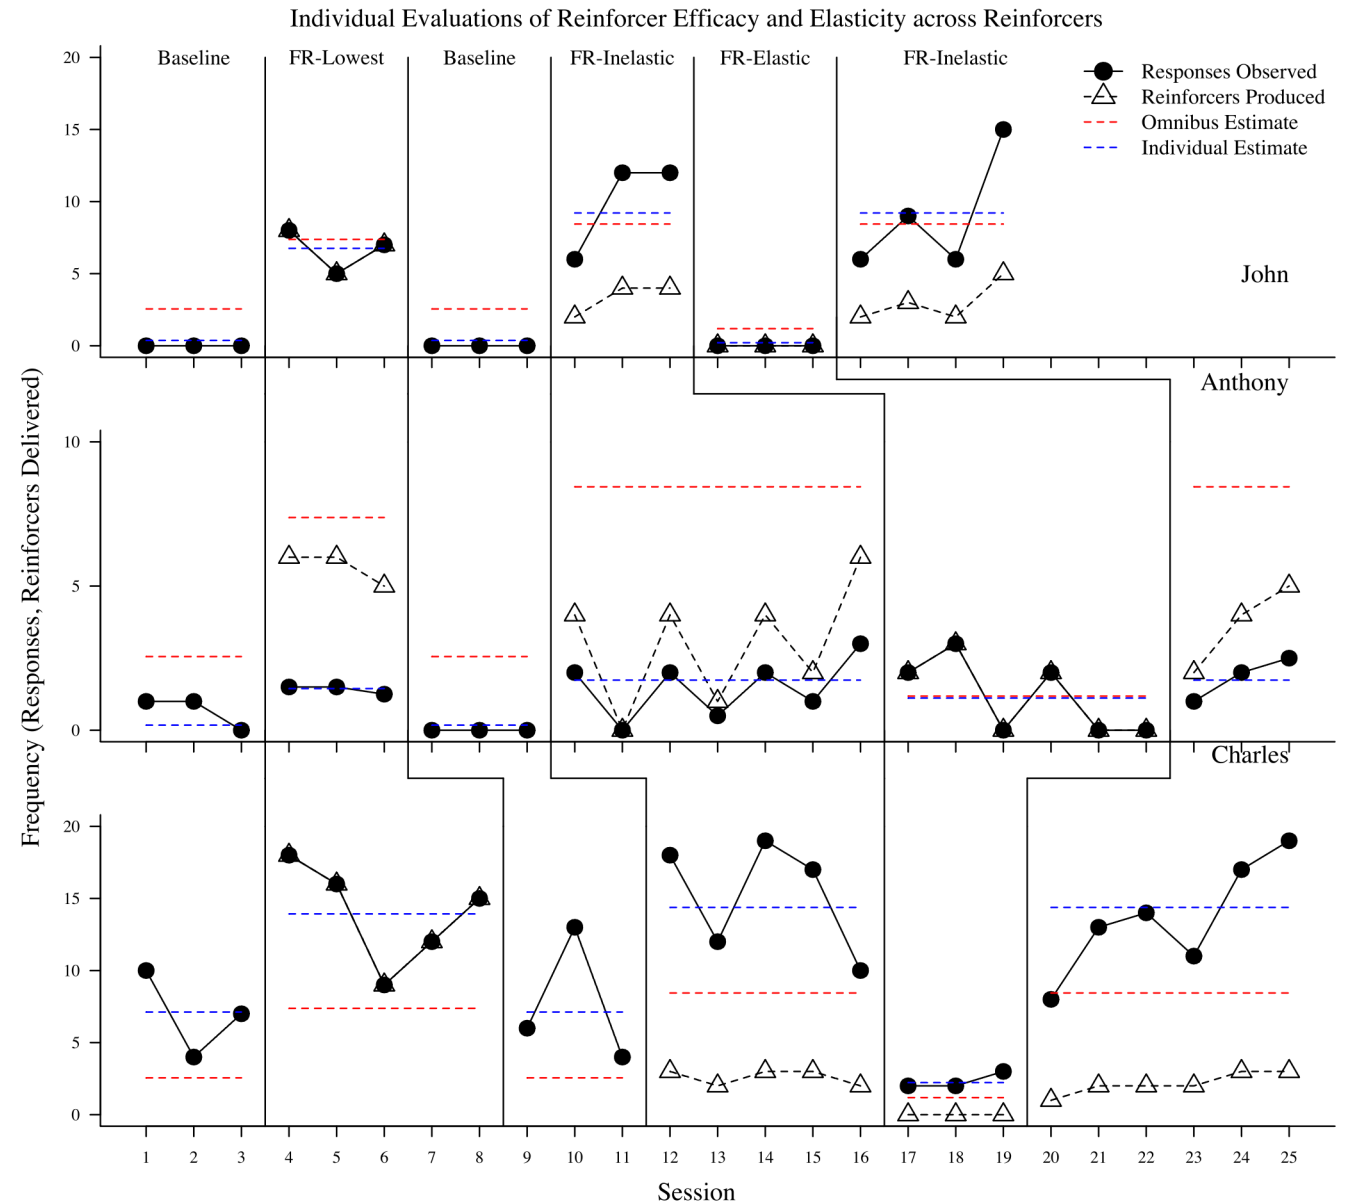 Individual Evaluations of Reinforcer Efficacy and Elasticity across Reinforcers
Baseline FR-Lowest Baseline FR-Inelastic FR-Elastic FR-Inelastic
Responses Observed
Reinforcers Produced
Omnibus Estimate
Individual Estimate
20
15
10
5
0
John
Anthony
10
5
0
Charles
20
15
10
5
0
Frequency (Responses, Reinforcers Delivered)
1 2 3 4 5 6 7 8 9 10 11 12 13 14 15 16 17 18 19 20 21 22 23 24 25
Session